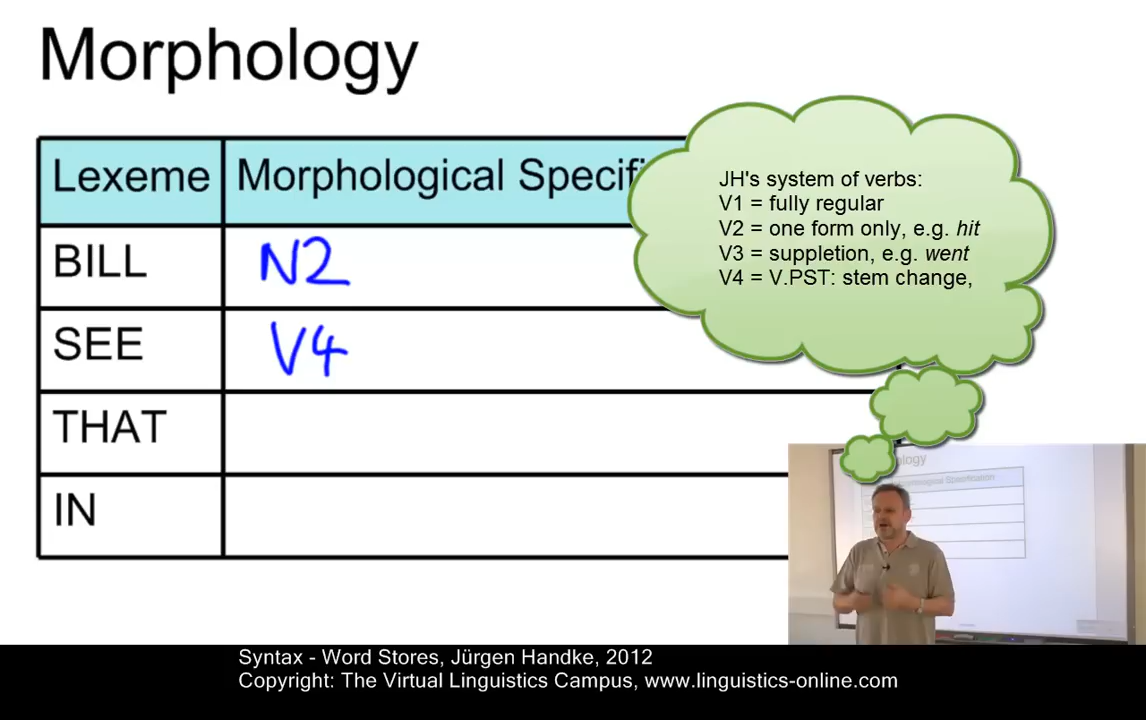 Morphology
Lexeme Morphological Specifi
JH's system of verbs:
V1 = fully regular
V2 = one form only, e.g. hit
V3 = suppletion, e.g. went
V4 = V.PST: stem change,
BILL N2
SEE V4
THAT
IN
ology
Specification
Syntax - Word Stores, Jürgen Handke, 2012
Copyright: The Virtual Linguistics Campus, www.linguistics-online.com